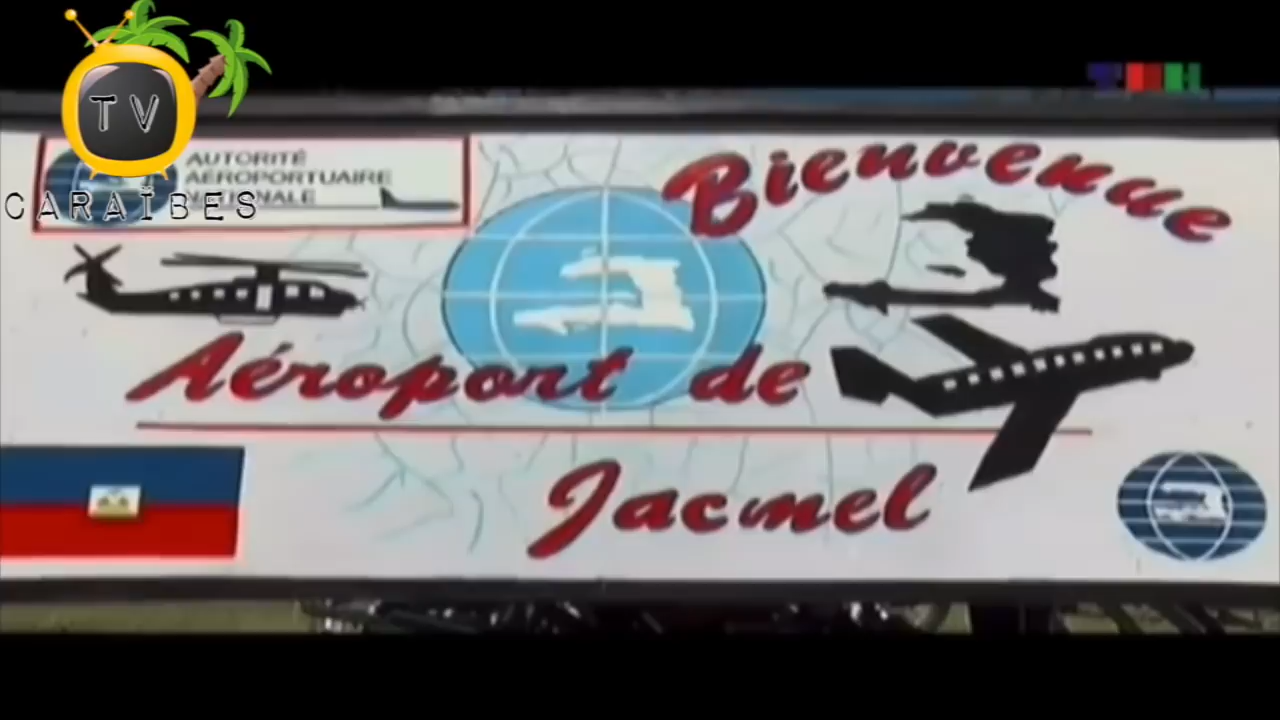 TV
CARAÏBES
AUTORITÉ
AÉROPORTUAIRE
NATIONALE
Bienvenue
Aéroport de
Jacmel